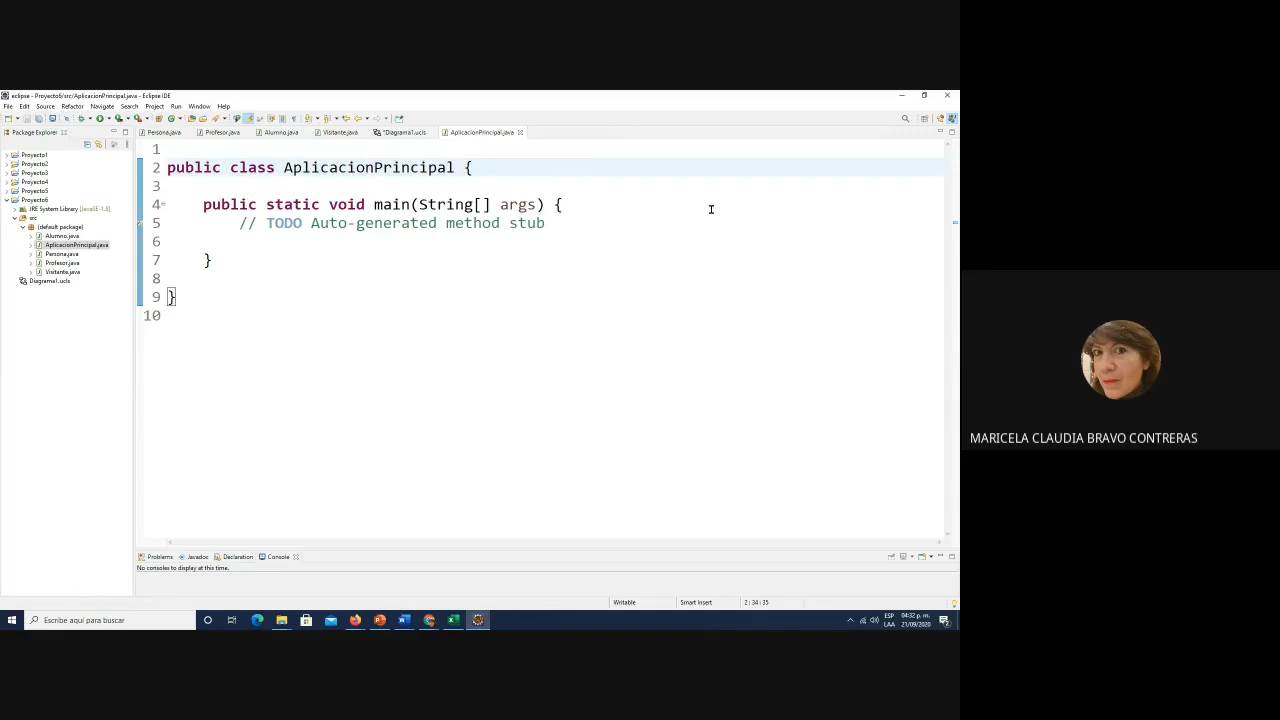 eclipse - Proyecto6/src/AplicacionPrincipal.java - Eclipse IDE
File Edit Source Refactor Navigate Search Project Run Window Help
Package Explorer
Persona.java Profesor.java Alumno.java Visitante.java *Diagrama1.ucls AplicacionPrincipal.java
Proyecto1
Proyecto2
Proyecto3
Proyecto4
Proyecto5
Proyecto6
JRE System Library [JavaSE-1.8]
src
(default package)
Alumno.java
AplicacionPrincipal.java
Persona.java
Profesor.java
Visitante.java
Diagrama1.ucls
1
2 public class AplicacionPrincipal {
3
4 public static void main(String[] args) {
5 // TODO Auto-generated method stub
6
7 }
8
9 }
10
Problems Javadoc Declaration Console
No consoles to display at this time.
Writable Smart Insert 2 : 34 : 35
Escribe aquí para buscar
ESP
LAA
04:32 p. m.
21/09/2020
2
MARICELA CLAUDIA BRAVO CONTRERAS